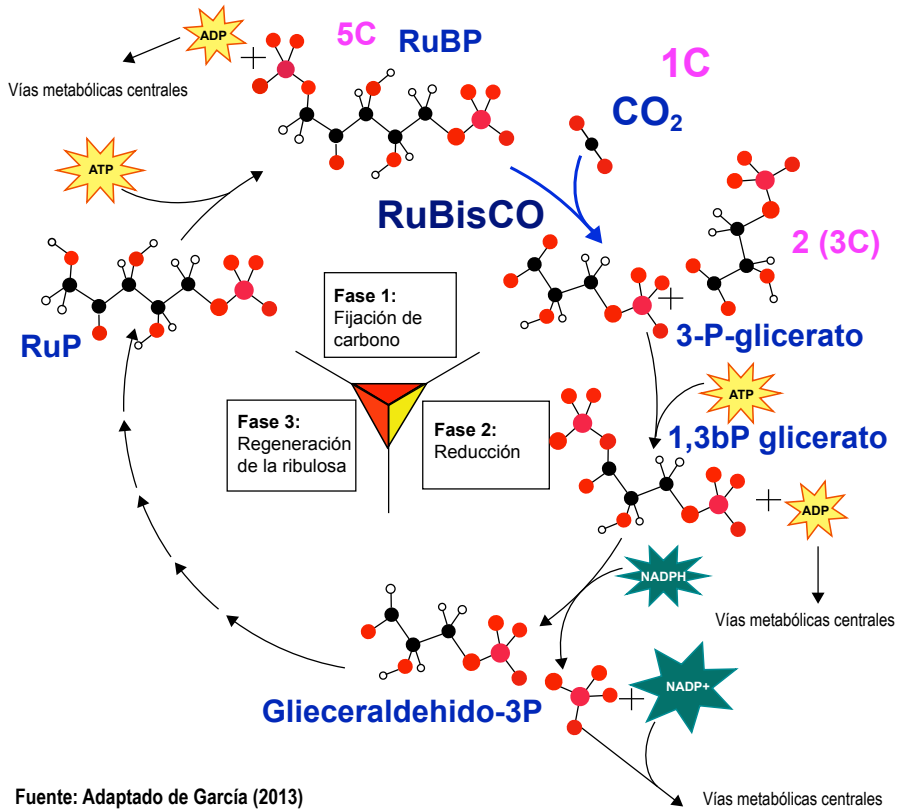 5C
RuBP
ADP
Vías metabólicas centrales
1C
CO₂
ATP
RuBisCO
2 (3C)
RuP
Fase 1:
Fijación de
carbono
3-P-glicerato
ATP
Fase 3:
Regeneración
de la ribulosa
Fase 2:
Reducción
1,3bP glicerato
ADP
NADPH
Vías metabólicas centrales
Glieceraldehido-3P
NADP+
Vías metabólicas centrales
Fuente: Adaptado de García (2013)